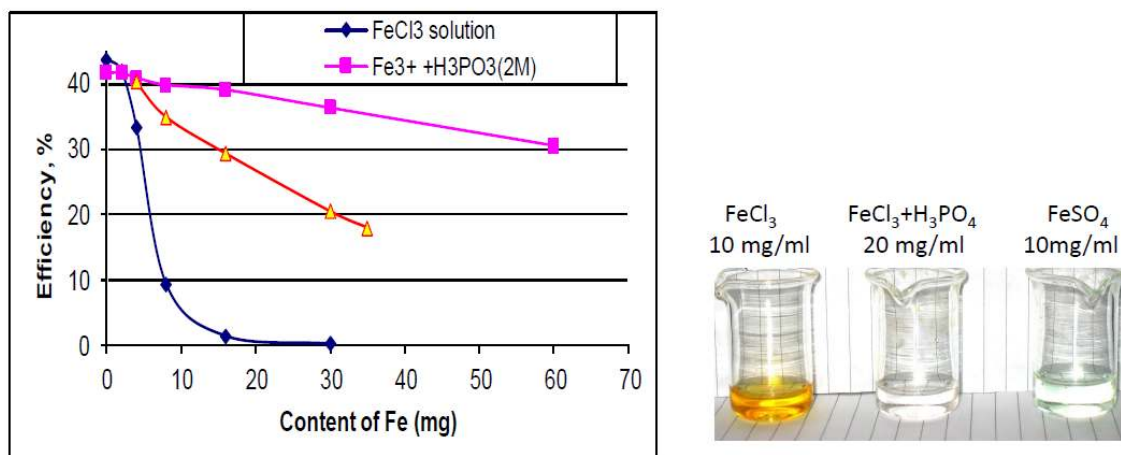 FeCl3 solution
Fe3+ +H3PO3(2M)
Efficiency, %
40
30
20
10
0
0 10 20 30 40 50 60 70
Content of Fe (mg)
FeCl₃
10 mg/ml
FeCl₃+H₃PO₄
20 mg/ml
FeSO₄
10mg/ml